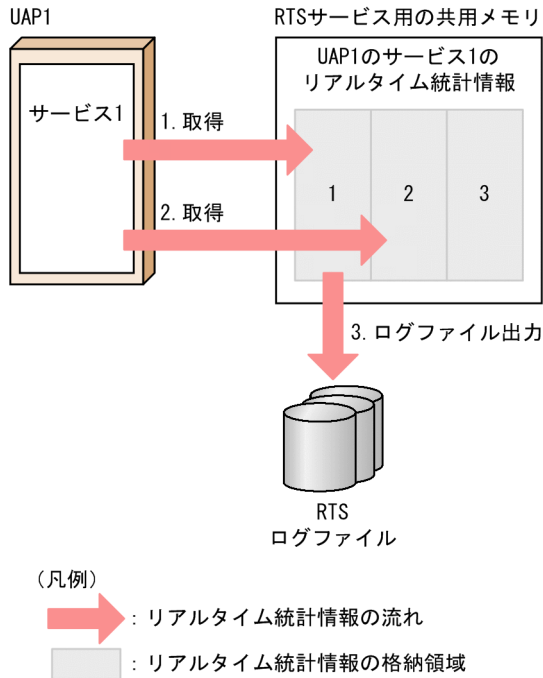 UAP1
RTSサービス用の共用メモリ
UAP1のサービス1の
リアルタイム統計情報
サービス1
1. 取得
2. 取得
1
2
3
3. ログファイル出力
RTS
ログファイル
（凡例）
：リアルタイム統計情報の流れ
：リアルタイム統計情報の格納領域